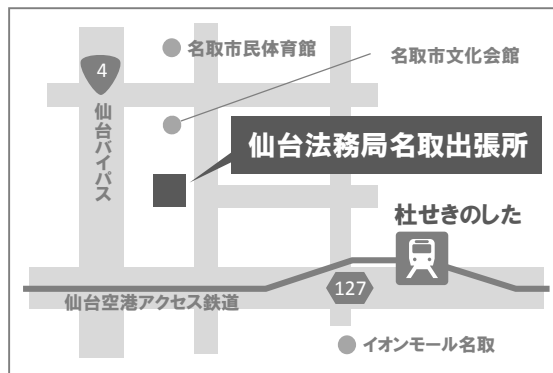 名取市民体育館
名取市文化会館
4
仙台バイパス
仙台法務局名取出張所
杜せきのした
127
仙台空港アクセス鉄道
イオンモール名取